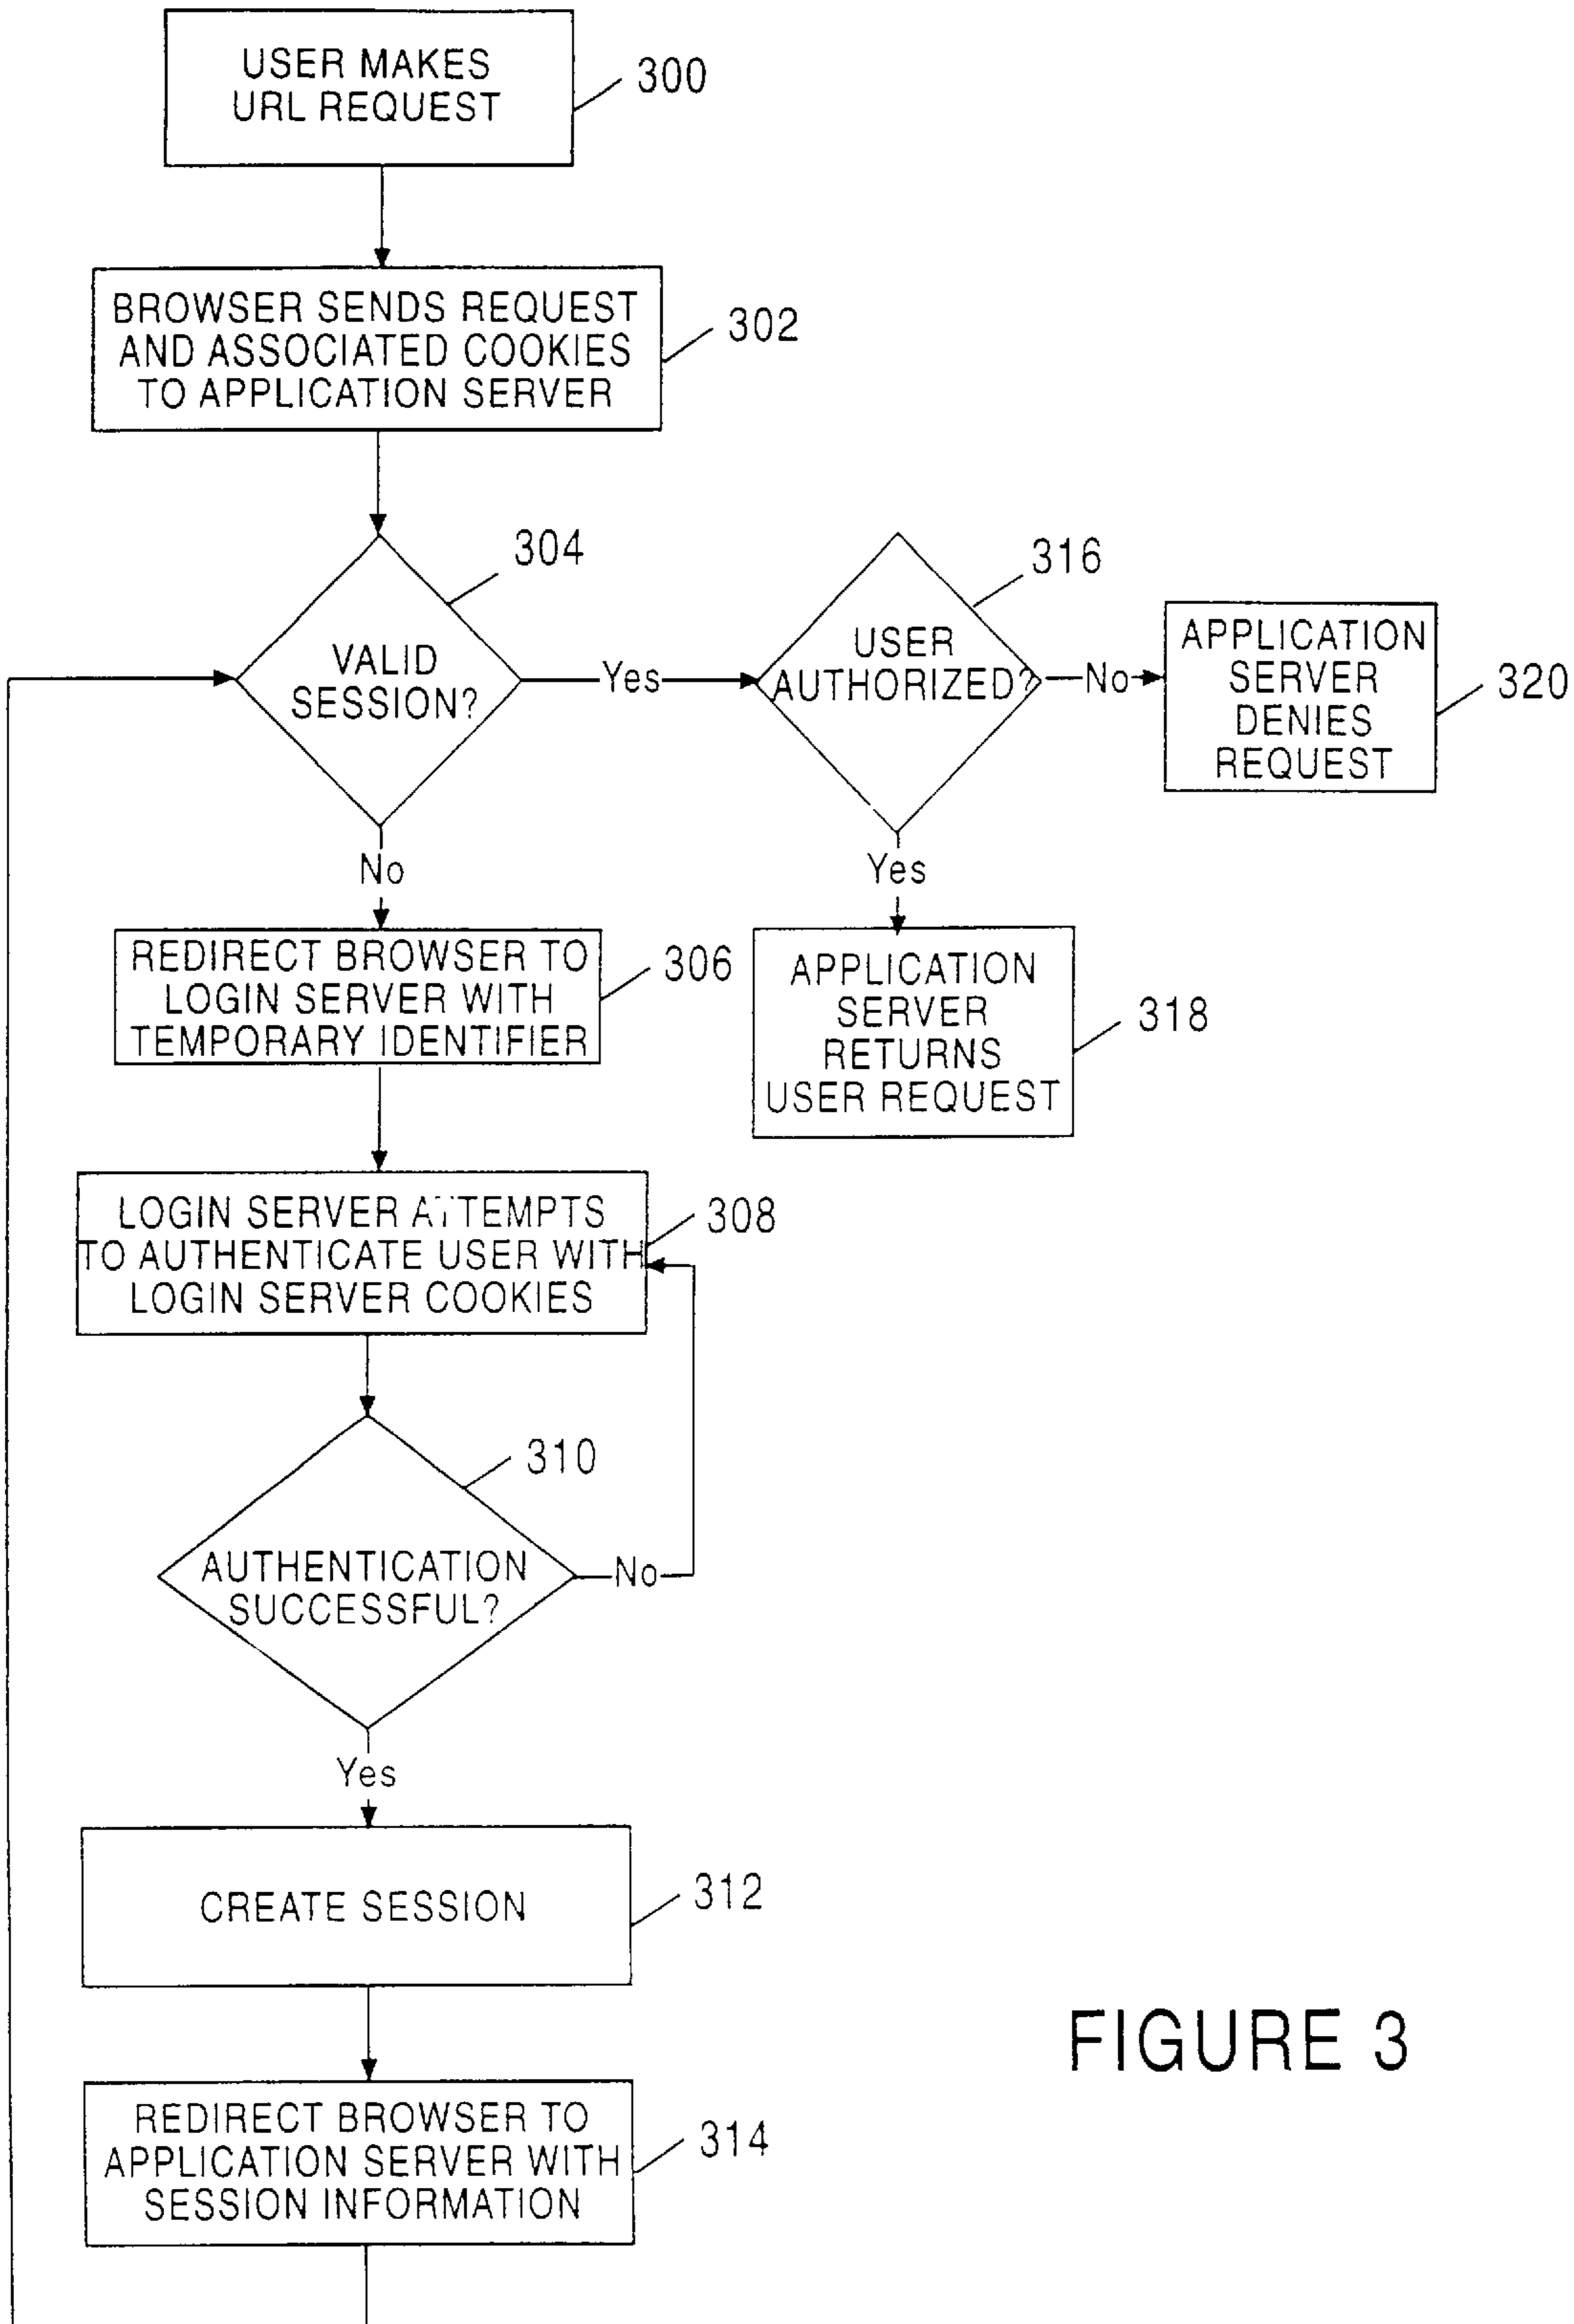 USER MAKES
URL REQUEST
300
BROWSER SENDS REQUEST
AND ASSOCIATED COOKIES
TO APPLICATION SERVER
302
304
VALID
SESSION?
Yes
316
USER
AUTHORIZED?
No
APPLICATION
SERVER
DENIES
REQUEST
320
No
Yes
REDIRECT BROWSER TO
LOGIN SERVER WITH
TEMPORARY IDENTIFIER
306
APPLICATION
SERVER
RETURNS
USER REQUEST
318
LOGIN SERVER ATTEMPTS
TO AUTHENTICATE USER WITH
LOGIN SERVER COOKIES
308
310
AUTHENTICATION
SUCCESSFUL?
No
Yes
CREATE SESSION
312
REDIRECT BROWSER TO
APPLICATION SERVER WITH
SESSION INFORMATION
314
FIGURE 3